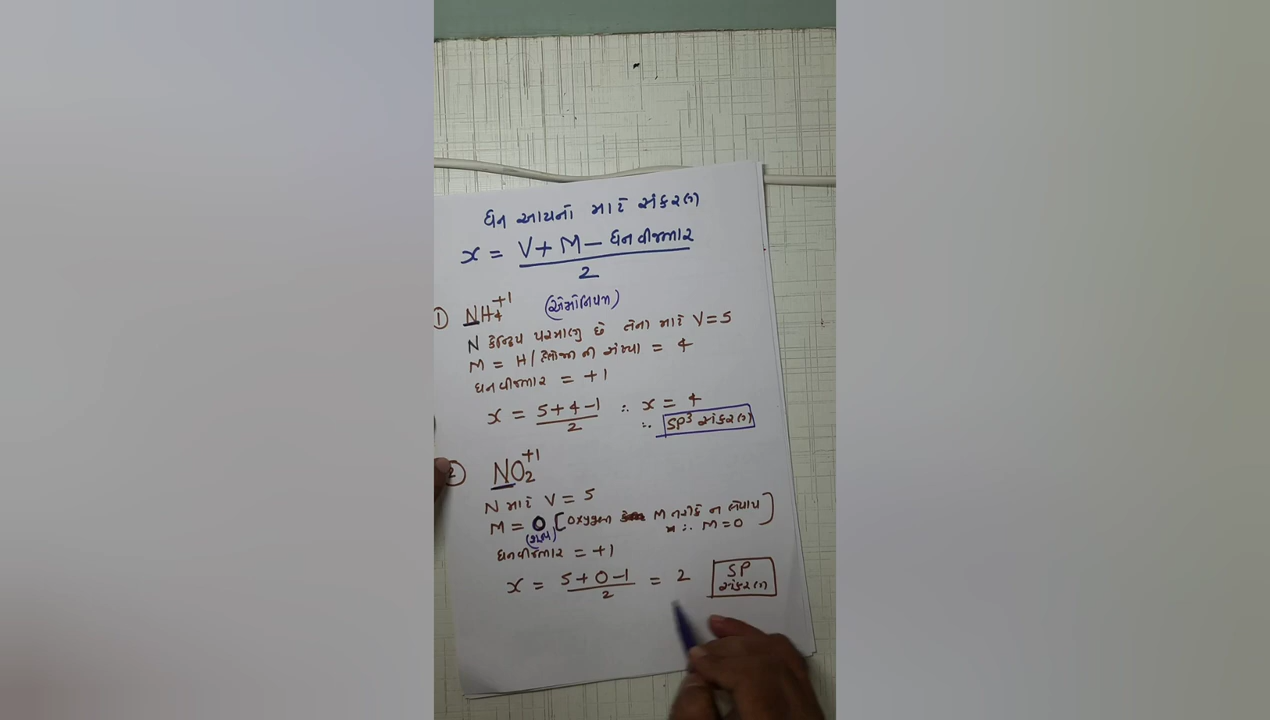 ધન આયનો માટે સંકરણ
x = V + M – ધનવીજભાર / 2
① NH₄⁺¹ (એમોનિયમ)
N કેન્દ્રિય પરમાણુ છે તેના માટે V = 5
M = H / હેલોજન ની સંખ્યા = 4
ધનવીજભાર = +1
x = 5 + 4 – 1 / 2 ∴ x = 4
∴ SP³ સંકરણ
② NO₂⁺¹
N માટે V = 5
M = 0 [Oxygen M તરીકે ન લેવાય
(શૂન્ય) ∴ M = 0]
ધનવીજભાર = +1
x = 5 + 0 – 1 / 2 = 2 SP
સંકરણ